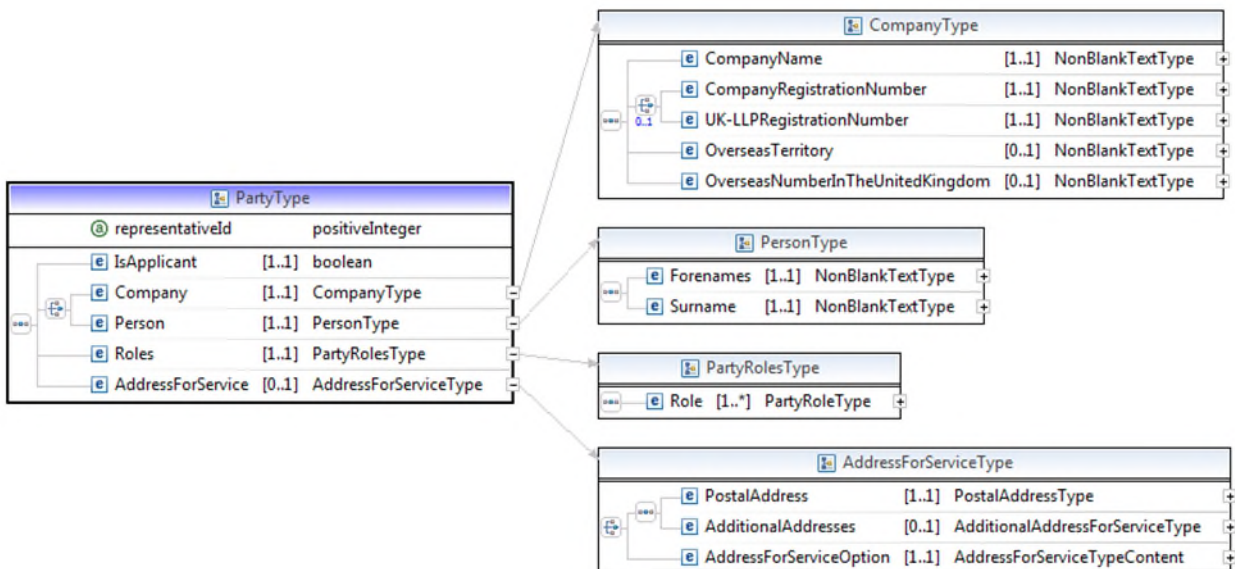 PartyType
representativeId positiveInteger
IsApplicant [1..1] boolean
Company [1..1] CompanyType
Person [1..1] PersonType
Roles [1..1] PartyRolesType
AddressForService [0..1] AddressForServiceType
CompanyType
CompanyName [1..1] NonBlankTextType
CompanyRegistrationNumber [1..1] NonBlankTextType
0..1
UK-LLPRegistrationNumber [1..1] NonBlankTextType
OverseasTerritory [0..1] NonBlankTextType
OverseasNumberInTheUnitedKingdom [0..1] NonBlankTextType
PersonType
Forenames [1..1] NonBlankTextType
Surname [1..1] NonBlankTextType
PartyRolesType
Role [1..*] PartyRoleType
AddressForServiceType
PostalAddress [1..1] PostalAddressType
AdditionalAddresses [0..1] AdditionalAddressForServiceType
AddressForServiceOption [1..1] AddressForServiceTypeContent